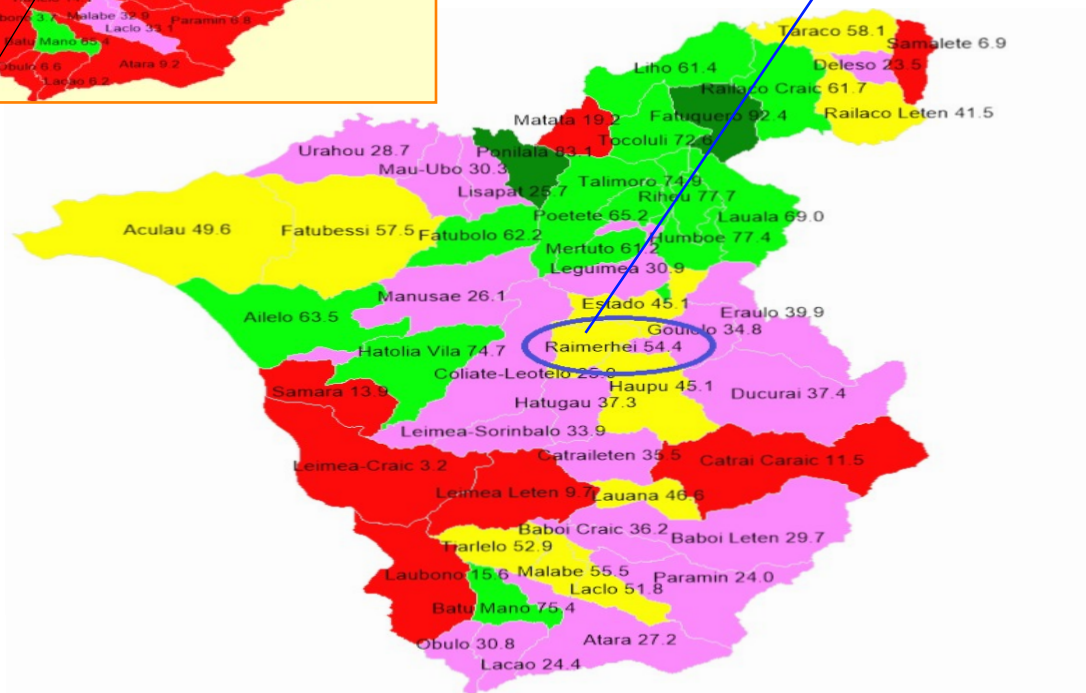 Malabe 32.9
Paramin 6.8
Laclo 33.1
Batu Mano 65.4
Atara 9.2
Obulo 6.6
Lacao 6.2
Taraco 58.1
Samalete 6.9
Deleso 23.5
Liho 61.4
Railaco Craic 61.7
Railaco Leten 41.5
Fatuquero 92.4
Matata 19.2
Tocoluli 72.6
Urahou 28.7
Ponilala 83.1
Mau-Ubo 30.3
Lisapat 25.7
Talimoro 74.9
Riheu 77.7
Poetete 65.2
Lauala 69.0
Aculau 49.6
Fatubessi 57.5
Fatubolo 62.2
Humboe 77.4
Mertuto 61.2
Leguimea 30.9
Manusae 26.1
Estado 45.1
Eraulo 39.9
Ailelo 63.5
Goulolo 34.8
Raimerhei 54.4
Hatolia Vila 74.7
Coliate-Leotelo
Haupu 45.1
Samara 13.9
Hatugau 37.3
Ducurai 37.4
Leimea-Sorinbalo 33.9
Catraileten 35.5
Catrai Caraic 11.5
Leimea-Craic 3.2
Leimea Leten 9.7
Lauana 46.6
Baboi Craic 36.2
Baboi Leten 29.7
Tiarlelo 52.9
Laubono 15.6
Malabe 55.5
Paramin 24.0
Laclo 51.8
Batu Mano 75.4
Obulo 30.8
Atara 27.2
Lacao 24.4